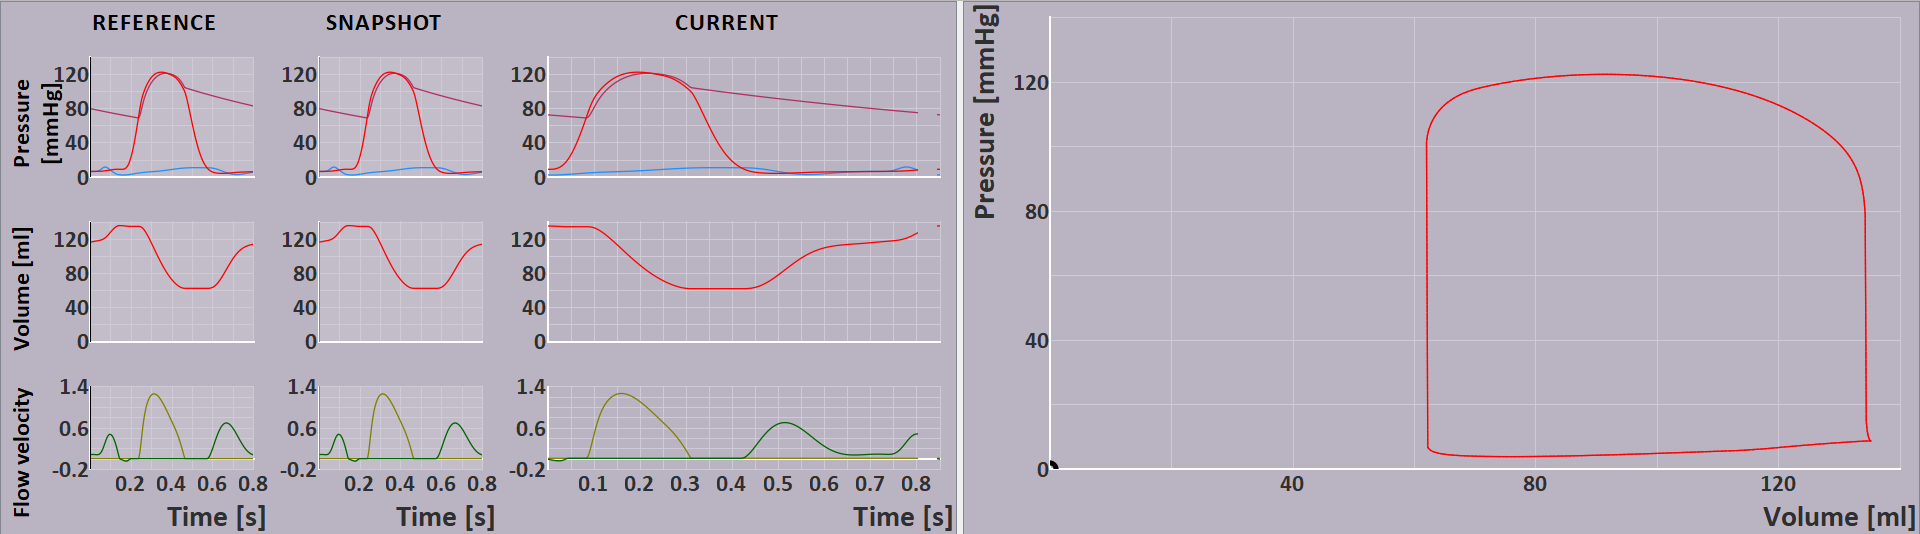 REFERENCE SNAPSHOT CURRENT
Pressure [mmHg]
120 120 120
80 80 80
40 40 40
0 0 0
Volume [ml]
120 120 120
80 80 80
40 40 40
0 0 0
Flow velocity
1.4 1.4 1.4
0.6 0.6 0.6
-0.2 -0.2 -0.2
0.2 0.4 0.6 0.8 0.2 0.4 0.6 0.8 0.1 0.2 0.3 0.4 0.5 0.6 0.7 0.8
Time [s] Time [s] Time [s]
Pressure [mmHg]
120
80
40
0
40 80 120
Volume [ml]